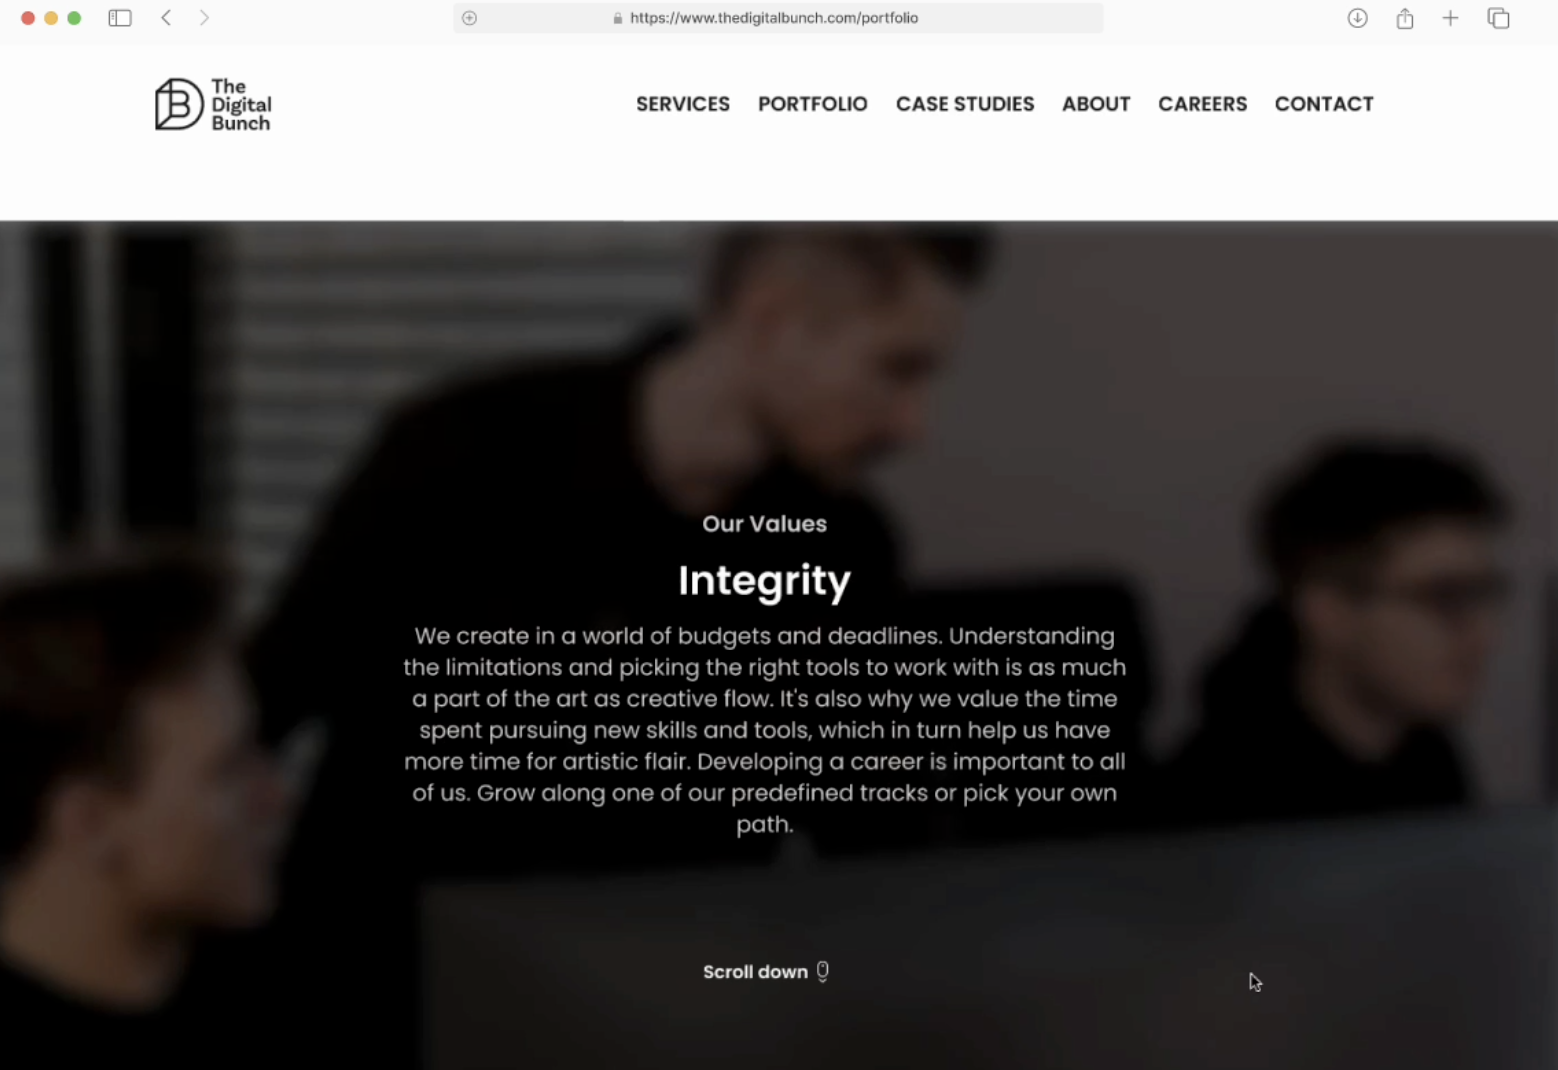 https://www.thedigitalbunch.com/portfolio
The
Digital
Bunch
SERVICES PORTFOLIO CASE STUDIES ABOUT CAREERS CONTACT
Our Values
Integrity
We create in a world of budgets and deadlines. Understanding
the limitations and picking the right tools to work with is as much
a part of the art as creative flow. It's also why we value the time
spent pursuing new skills and tools, which in turn help us have
more time for artistic flair. Developing a career is important to all
of us. Grow along one of our predefined tracks or pick your own
path.
Scroll down